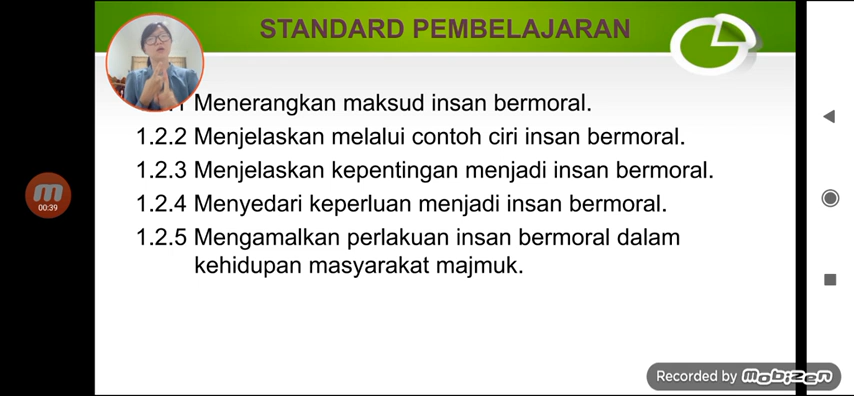 STANDARD PEMBELAJARAN
1 Menerangkan maksud insan bermoral.
1.2.2 Menjelaskan melalui contoh ciri insan bermoral.
1.2.3 Menjelaskan kepentingan menjadi insan bermoral.
1.2.4 Menyedari keperluan menjadi insan bermoral.
1.2.5 Mengamalkan perlakuan insan bermoral dalam
kehidupan masyarakat majmuk.
m
00:39
Recorded by mobizen